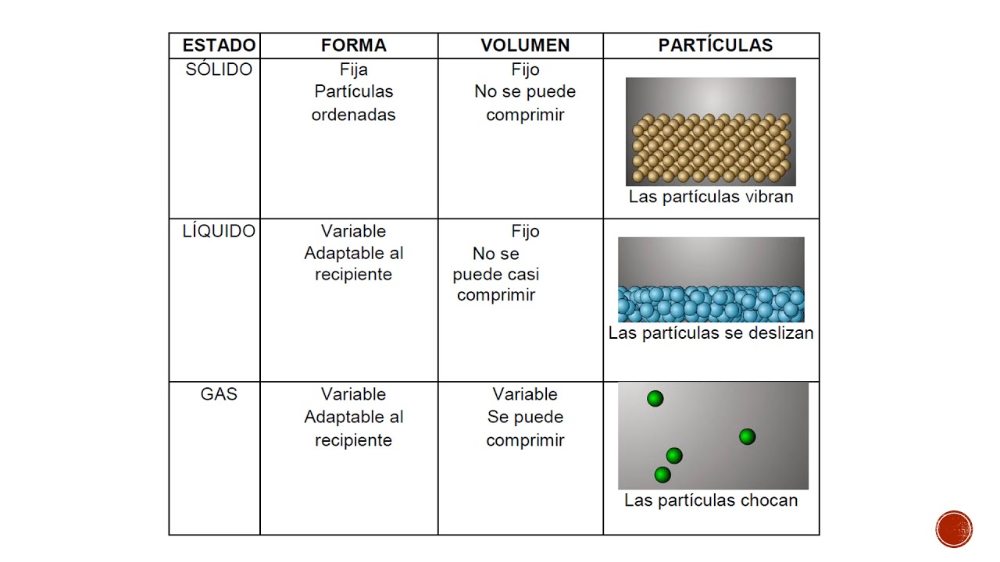 ESTADO FORMA VOLUMEN PARTÍCULAS
SÓLIDO
Fija
Partículas
ordenadas
Fijo
No se puede
comprimir
Las partículas vibran
LÍQUIDO
Variable
Adaptable al
recipiente
Fijo
No se
puede casi
comprimir
Las partículas se deslizan
GAS
Variable
Adaptable al
recipiente
Variable
Se puede
comprimir
Las partículas chocan